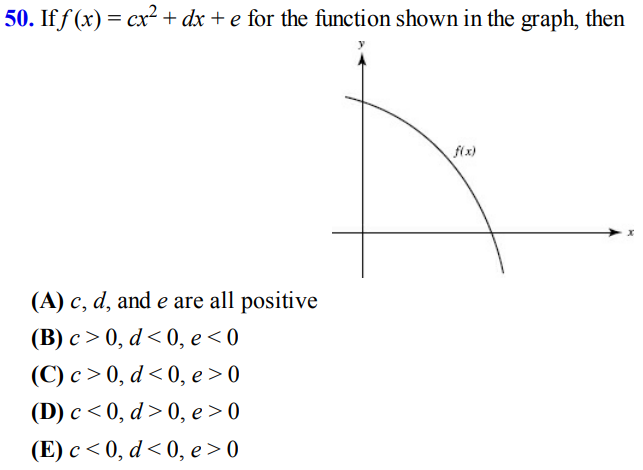 50. If f (x) = cx² + dx + e for the function shown in the graph, then
y
f(x)
x
(A) c, d, and e are all positive
(B) c > 0, d < 0, e < 0
(C) c > 0, d < 0, e > 0
(D) c < 0, d > 0, e > 0
(E) c < 0, d < 0, e > 0